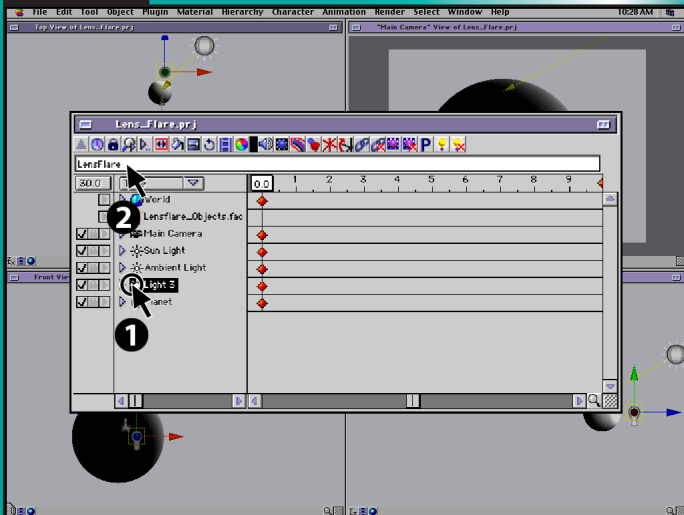 File Edit Tool Object Plugin Material Hierarchy Character Animation Render Select Window Help 10:28 AM
Top View of Lens_Flare.prj
"Main Camera" View of Lens_Flare.prj
Lens_Flare.prj
P
LensFlare
30.0
0.0 1 2 3 4 5 6 7 8 9
World
2
Lensflare_Objects.fac
Main Camera
Sun Light
Ambient Light
Front
Light 3
1